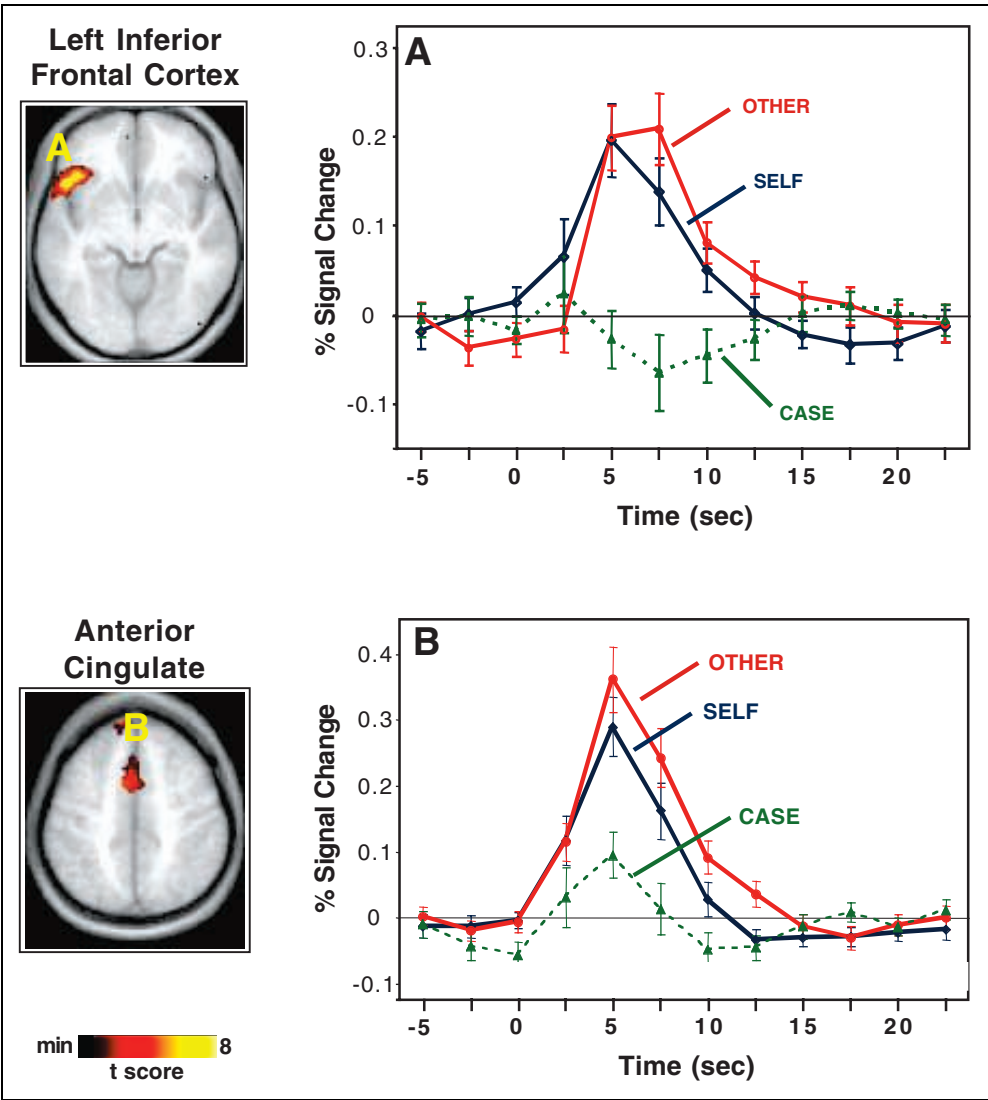 Left Inferior
Frontal Cortex
A
A
% Signal Change
0.3
0.2
0.1
0
-0.1
OTHER
SELF
CASE
-5 0 5 10 15 20
Time (sec)
Anterior
Cingulate
B
B
% Signal Change
0.4
0.3
0.2
0.1
0
-0.1
OTHER
SELF
CASE
-5 0 5 10 15 20
Time (sec)
min 8
t score